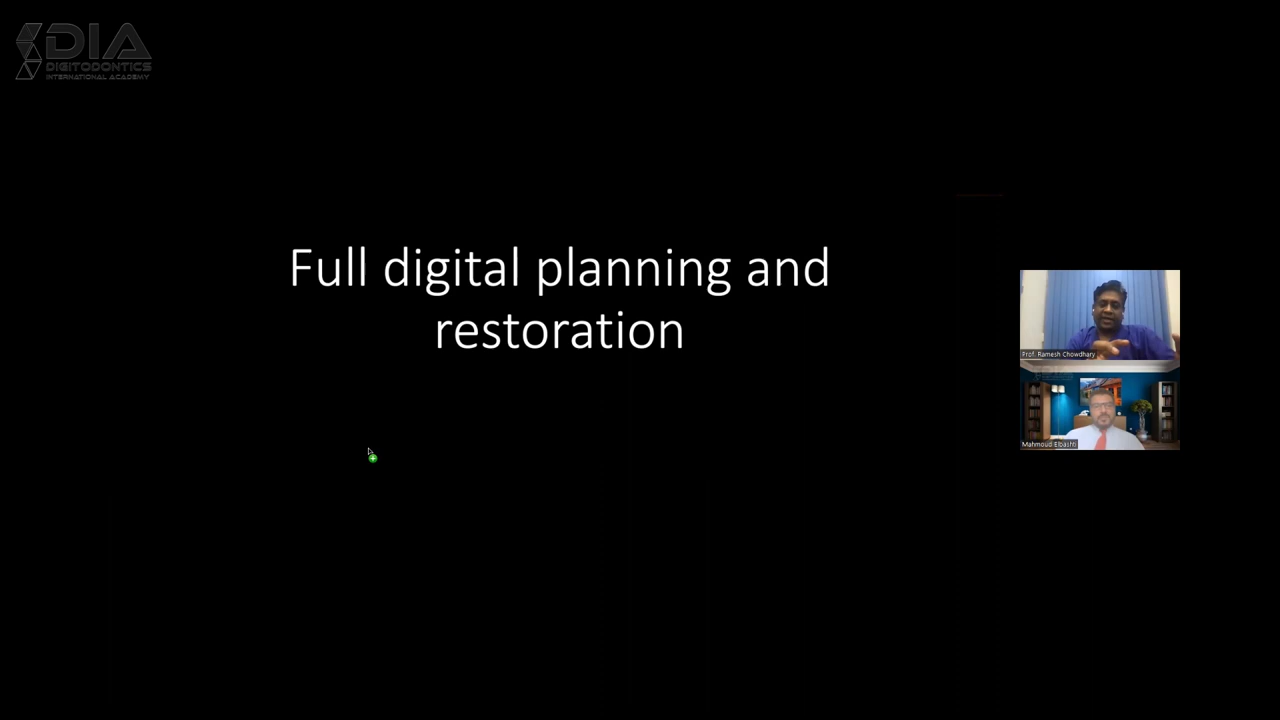 DIA
DIGITODONTICS
INTERNATIONAL ACADEMY
Full digital planning and
restoration
Prof. Ramesh Chowdhary
Mahmoud Elbashti